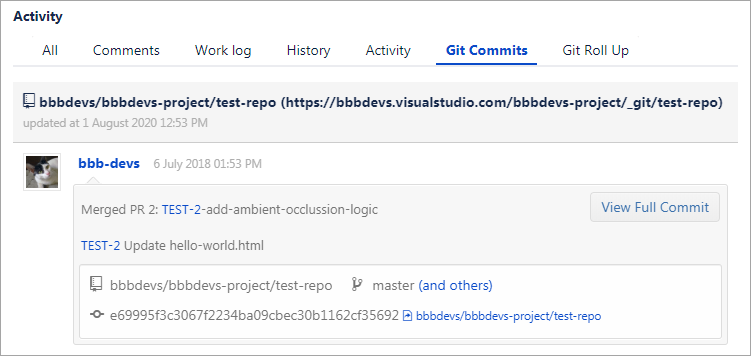 Activity
All Comments Work log History Activity Git Commits Git Roll Up
bbbdevs/bbbdevs-project/test-repo (https://bbbdevs.visualstudio.com/bbbdevs-project/_git/test-repo)
updated at 1 August 2020 12:53 PM
bbb-devs 6 July 2018 01:53 PM
Merged PR 2: TEST-2-add-ambient-occlussion-logic
View Full Commit
TEST-2 Update hello-world.html
bbbdevs/bbbdevs-project/test-repo master (and others)
e69995f3c3067f2234ba09cbec30b1162cf35692 bbbdevs/bbbdevs-project/test-repo